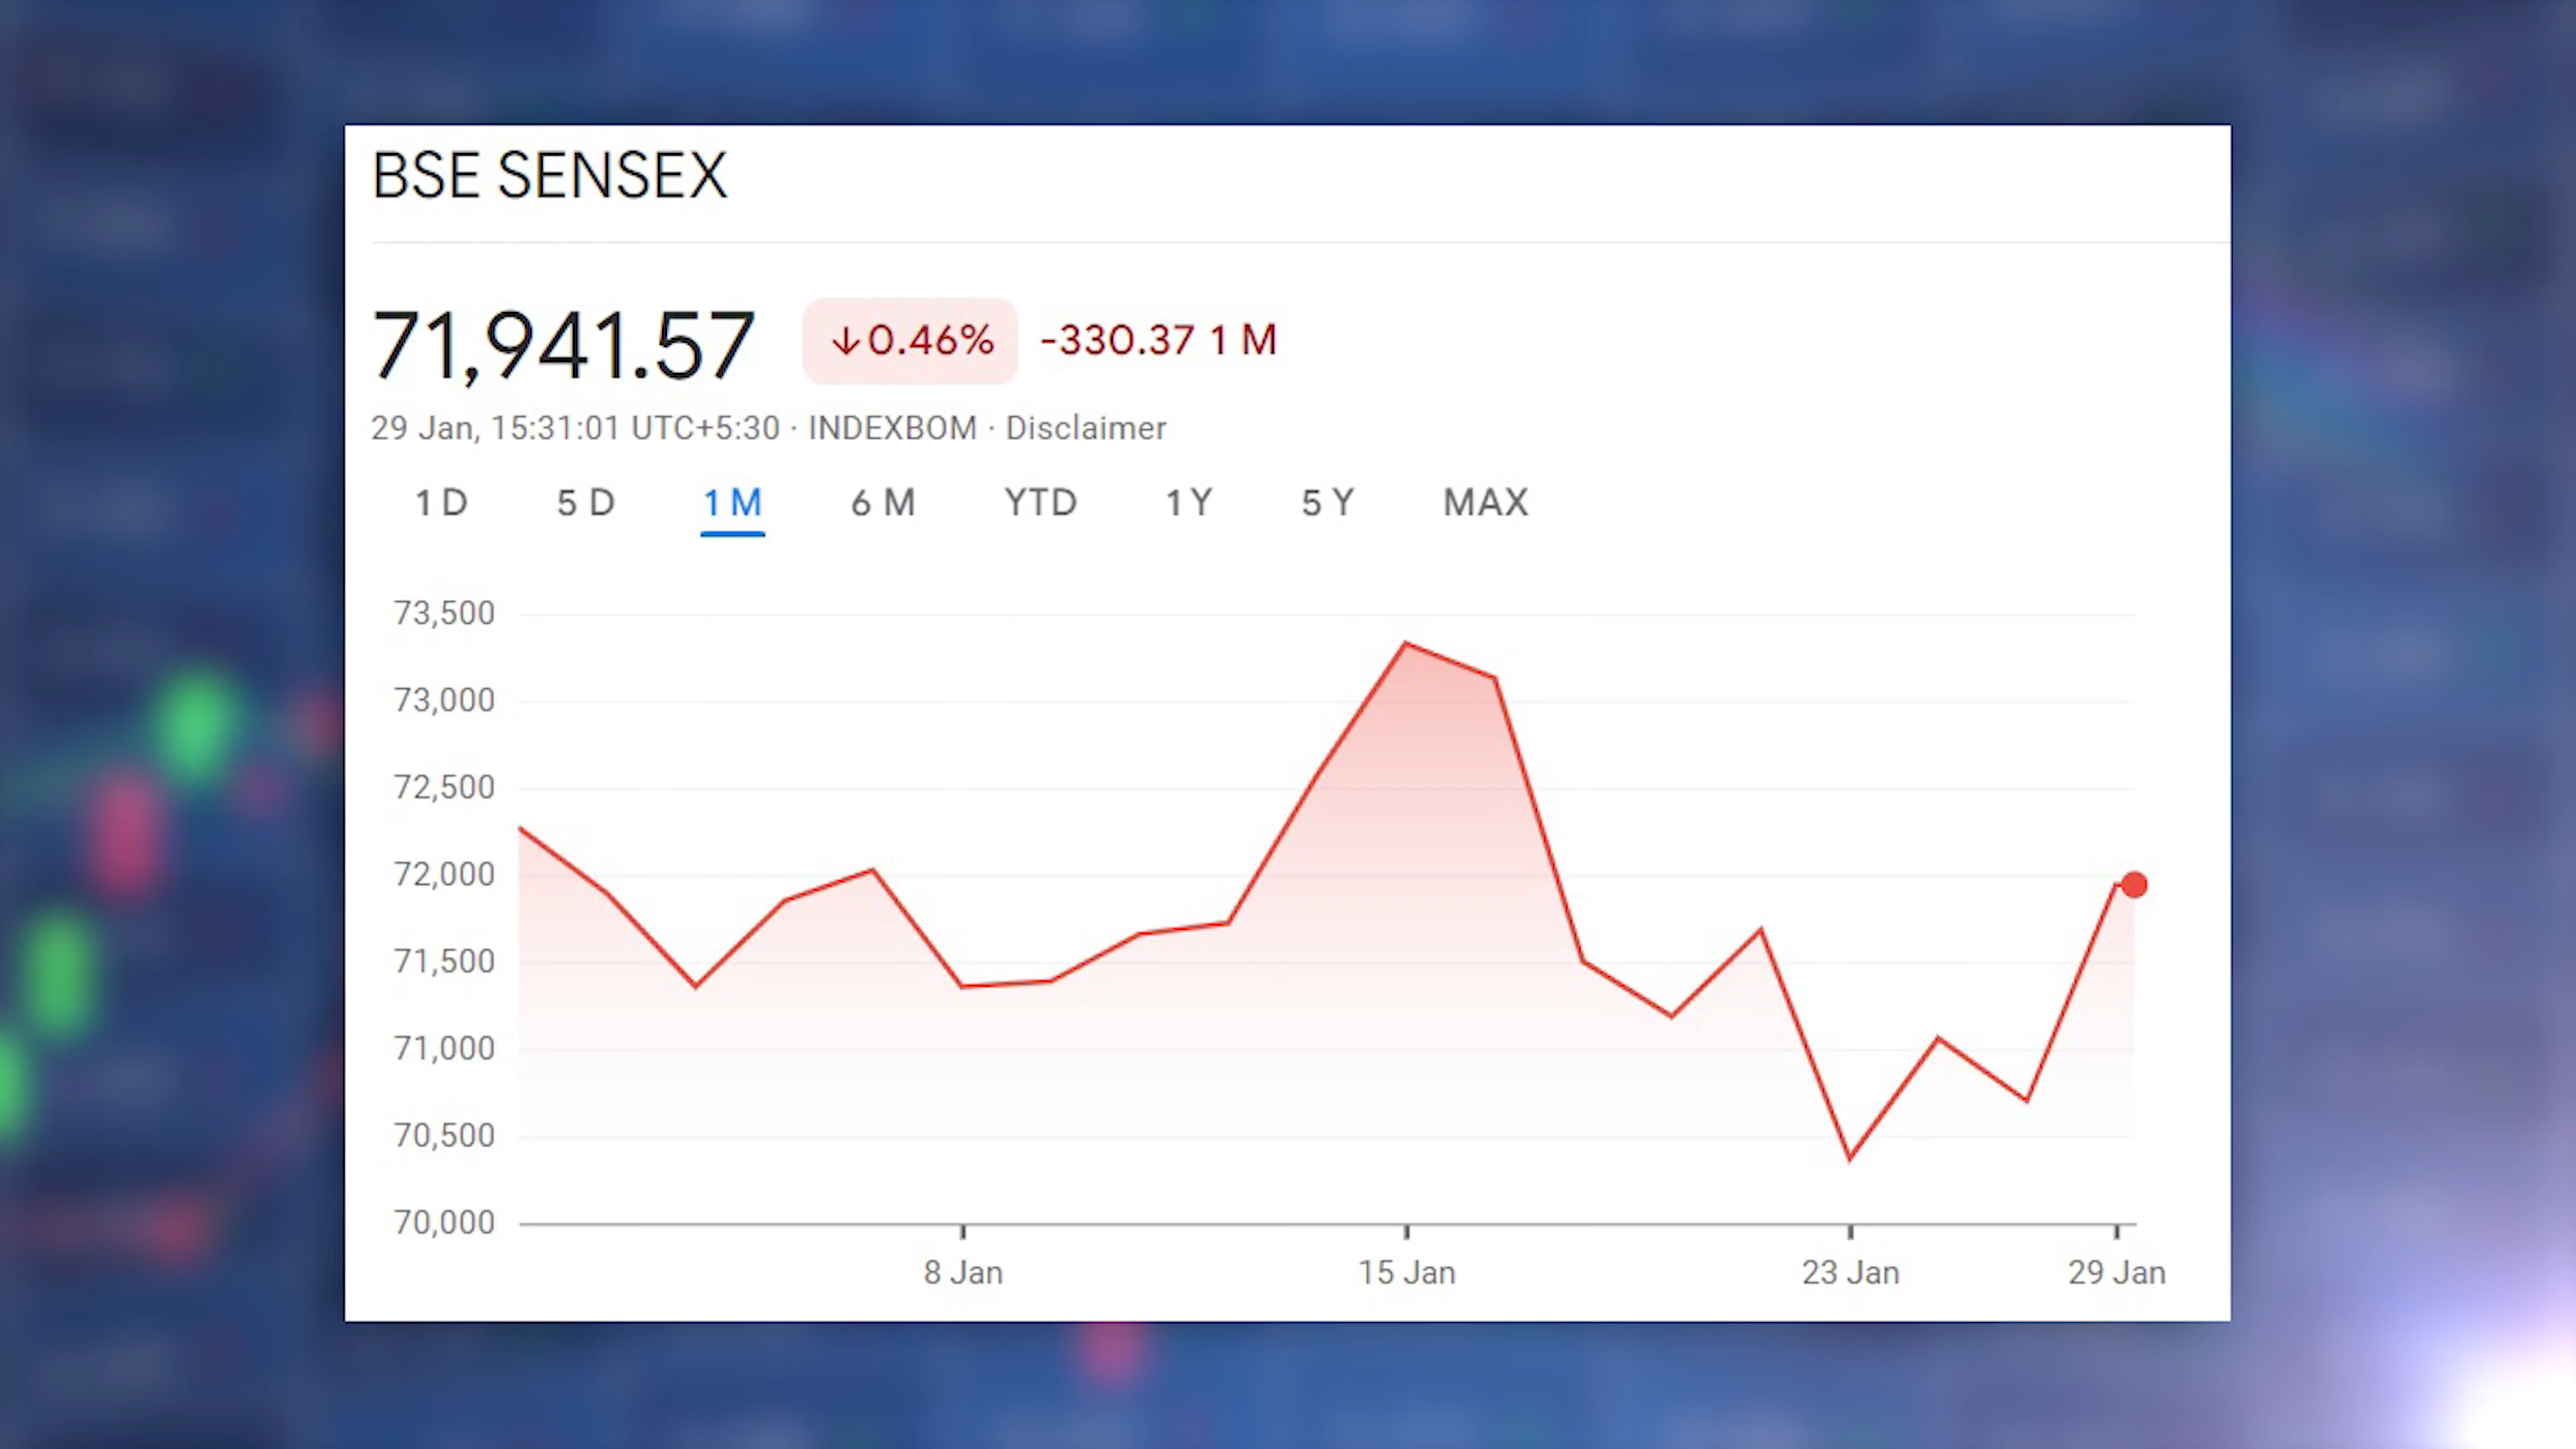 BSE SENSEX
71,941.57 ↓0.46% -330.37 1 M
29 Jan, 15:31:01 UTC+5:30 · INDEXBOM · Disclaimer
1 D 5 D 1 M 6 M YTD 1 Y 5 Y MAX
73,500
73,000
72,500
72,000
71,500
71,000
70,500
70,000
8 Jan 15 Jan 23 Jan 29 Jan